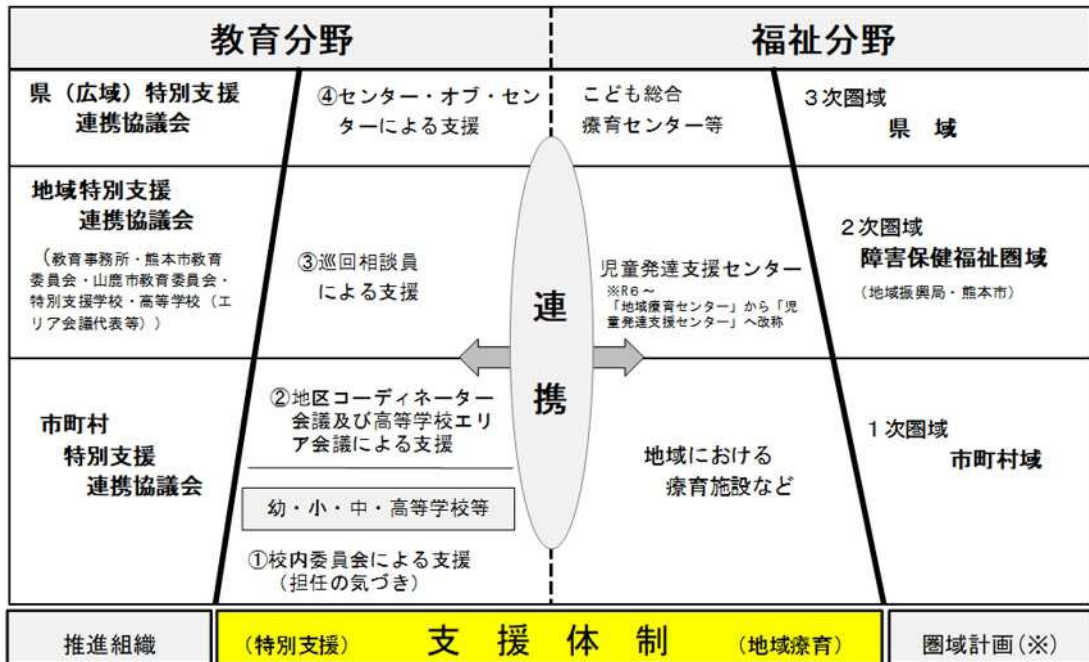 教育分野
福祉分野
県（広域）特別支援
連携協議会
④センター・オブ・セン
ターによる支援
こども総合
療育センター等
３次圏域
県　域
地域特別支援
連携協議会
（教育事務所・熊本市教育
委員会・山鹿市教育委員会・
特別支援学校・高等学校（エ
リア会議代表等））
③巡回相談員
による支援
連
携
児童発達支援センター
※R６～
「地域療育センター」から「児
童発達支援センター」へ改称
２次圏域
障害保健福祉圏域
（地域振興局・熊本市）
市町村
特別支援
連携協議会
②地区コーディネーター
会議及び高等学校エリ
ア会議による支援
幼・小・中・高等学校等
①校内委員会による支援
（担任の気づき）
地域における
療育施設など
１次圏域
市町村域
推進組織
（特別支援）　支　援　体　制　（地域療育）
圏域計画（※）